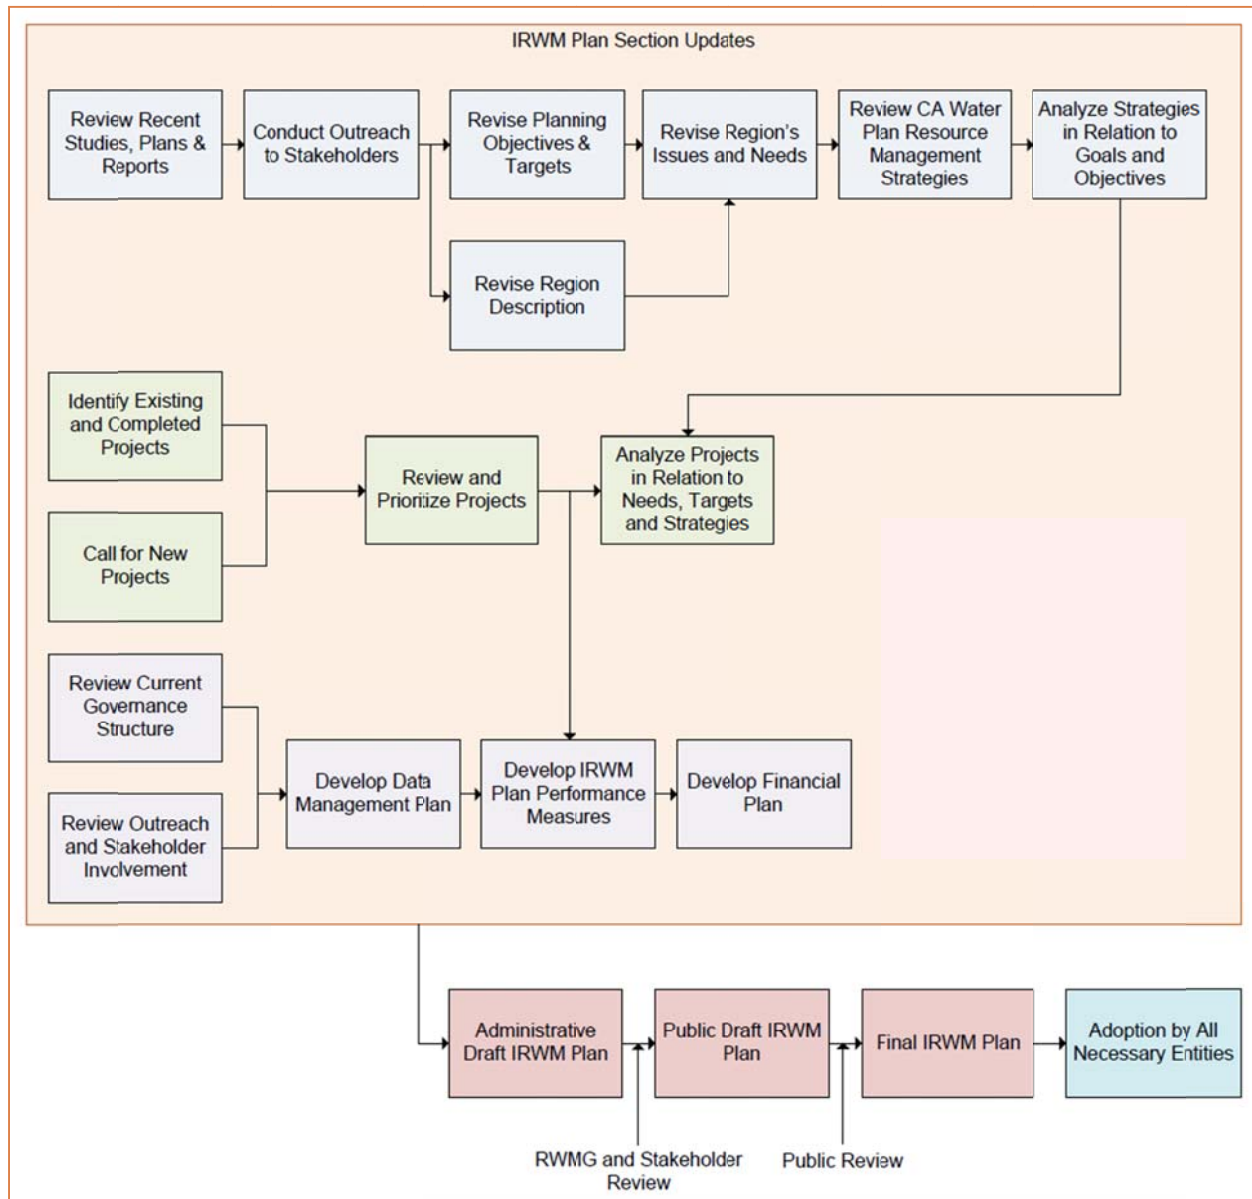 IRWM Plan Section Updates
Review Recent
Studies, Plans &
Reports
Conduct Outreach
to Stakeholders
Revise Planning
Objectives &
Targets
Revise Region's
Issues and Needs
Review CA Water
Plan Resource
Management
Strategies
Analyze Strategies
in Relation to
Goals and
Objectives
Revise Region
Description
Identify Existing
and Completed
Projects
Call for New
Projects
Review and
Prioritize Projects
Analyze Projects
in Relation to
Needs, Targets
and Strategies
Review Current
Governance
Structure
Review Outreach
and Stakeholder
Involvement
Develop Data
Management Plan
Develop IRWM
Plan Performance
Measures
Develop Financial
Plan
Administrative
Draft IRWM Plan
Public Draft IRWM
Plan
Final IRWM Plan
Adoption by All
Necessary Entities
RWMG and Stakeholder
Review
Public Review